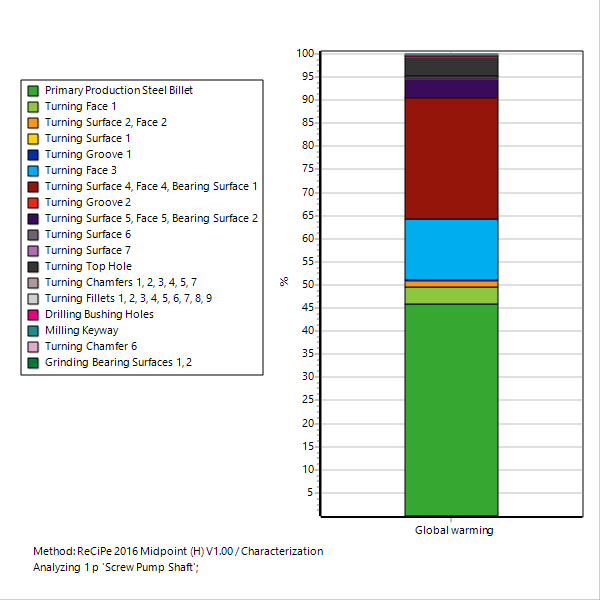 Primary Production Steel Billet
Turning Face 1
Turning Surface 2, Face 2
Turning Surface 1
Turning Groove 1
Turning Face 3
Turning Surface 4, Face 4, Bearing Surface 1
Turning Groove 2
Turning Surface 5, Face 5, Bearing Surface 2
Turning Surface 6
Turning Surface 7
Turning Top Hole
Turning Chamfers 1, 2, 3, 4, 5, 7
Turning Fillets 1, 2, 3, 4, 5, 6, 7, 8, 9
Drilling Bushing Holes
Milling Keyway
Turning Chamfer 6
Grinding Bearing Surfaces 1, 2
%
100
95
90
85
80
75
70
65
60
55
50
45
40
35
30
25
20
15
10
5
Global warming
Method: ReCiPe 2016 Midpoint (H) V1.00 / Characterization
Analyzing 1 p 'Screw Pump Shaft';